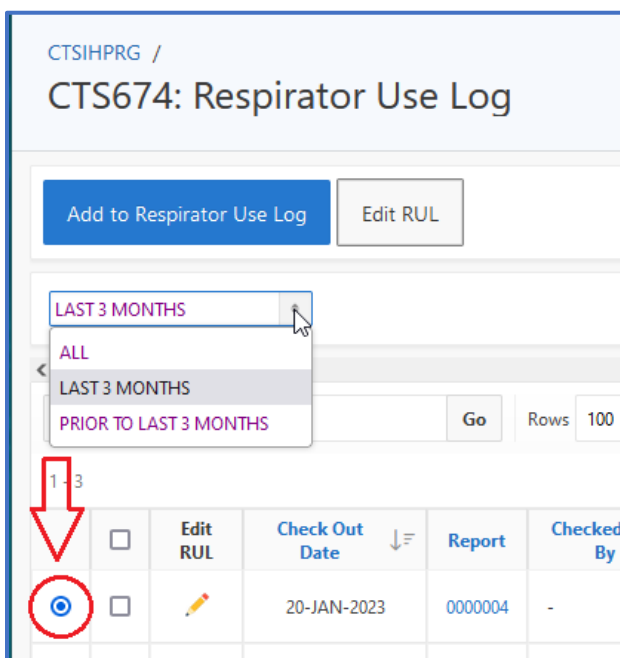 CTSIHPRG /
CTS674: Respirator Use Log
Add to Respirator Use Log
Edit RUL
LAST 3 MONTHS
ALL
LAST 3 MONTHS
PRIOR TO LAST 3 MONTHS
Go
Rows 100
1 - 3
Edit RUL
Check Out Date
Report
Checked By
20-JAN-2023
0000004
-